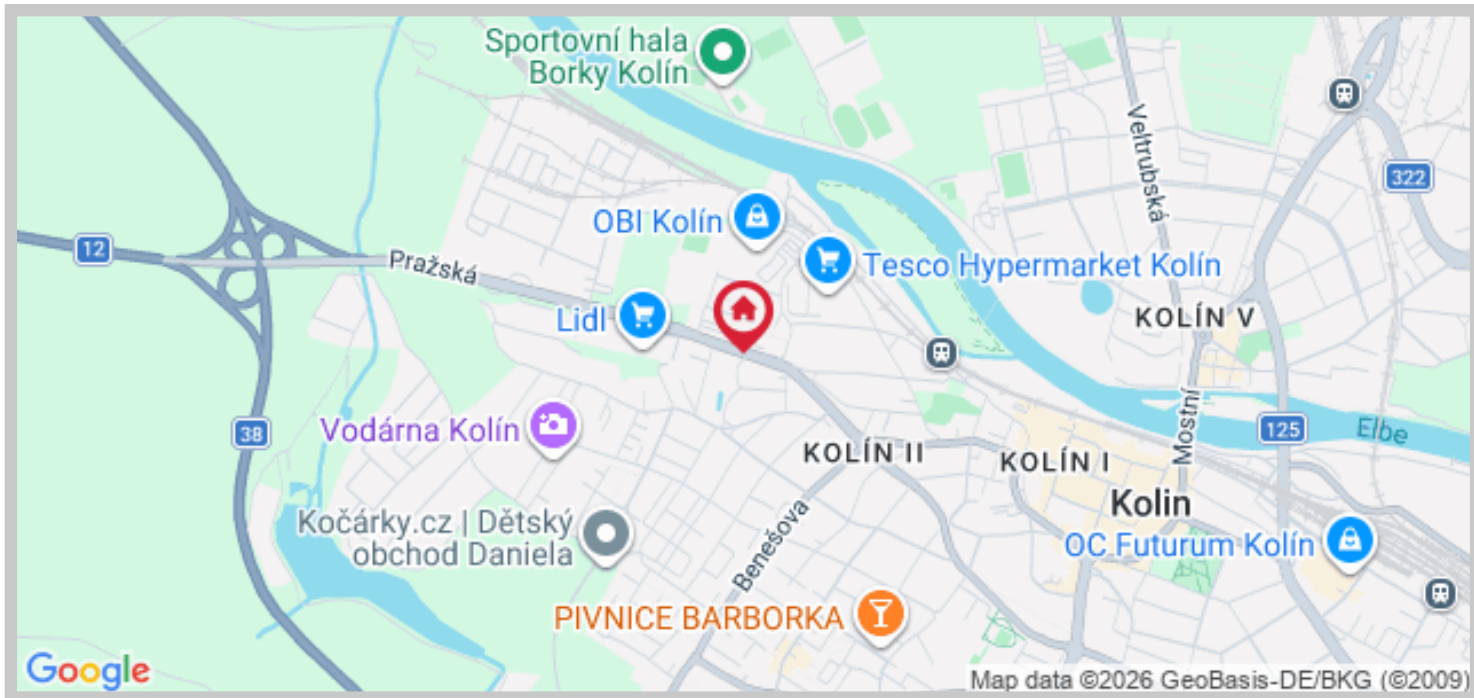 Sportovní hala
Borky Kolín
Veltrubská
322
OBI Kolín
12
Pražská
Tesco Hypermarket Kolín
Lidl
KOLÍN V
Mostní
38
Vodárna Kolín
125
Elbe
KOLÍN II
KOLÍN I
Kolin
Kočárky.cz | Dětský
obchod Daniela
Benešova
OC Futurum Kolín
PIVNICE BARBORKA
Google
Map data ©2026 GeoBasis-DE/BKG (©2009)